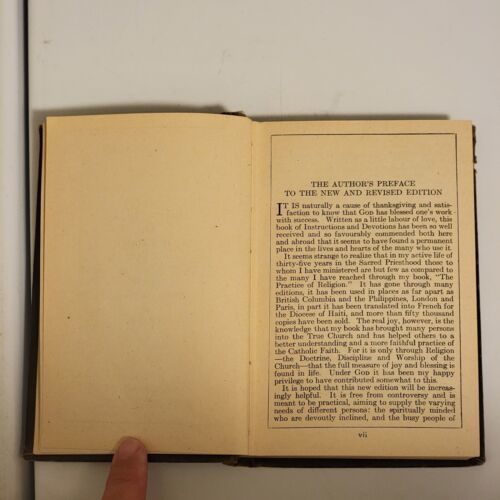 THE AUTHOR'S PREFACE
TO THE NEW AND REVISED EDITION
IT IS naturally a cause of thanksgiving and satis-
faction to know that GOD has blessed one's work
with success. Written as a little labour of love, this
book of Instructions and Devotions has been so well
received and so favourably commended both here
and abroad that it seems to have found a permanent
place in the lives and hearts of the many who use it.
It seems strange to realize that in my active life of
thirty-five years in the Sacred Priesthood those to
whom I have ministered are but few as compared to
the many I have reached through my book, "The
Practice of Religion." It has gone through many
editions, it has been used in places as far apart as
British Columbia and the Philippines, London and
Paris, in part it has been translated into French for
the Diocese of Haiti, and more than fifty thousand
copies have been sold. The real joy, however, is the
knowledge that my book has brought many persons
into the True Church and has helped others to a
better understanding and a more faithful practice of
the Catholic Faith. For it is only through Religion
—the Doctrine, Discipline and Worship of the
Church—that the full measure of joy and blessing is
found in life. Under GOD it has been my happy
privilege to have contributed somewhat to this.
It is hoped that this new edition will be increas-
ingly helpful. It is free from controversy and is
meant to be practical, aiming to supply the varying
needs of different persons: the spiritually minded
who are devoutly inclined, and the busy people of
vii